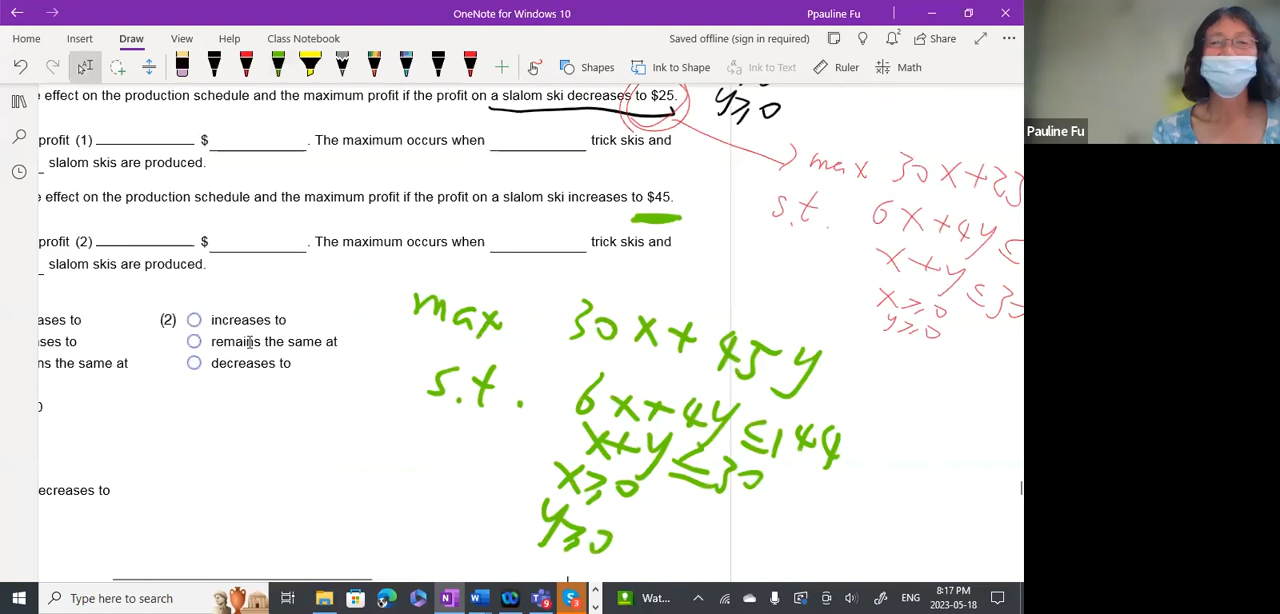 OneNote for Windows 10
Ppauline Fu
Home Insert Draw View Help Class Notebook
Saved offline (sign in required)
Share
Shapes
Ink to Shape
Ink to Text
Ruler
Math
e effect on the production schedule and the maximum profit if the profit on a slalom ski decreases to $25.
y≥0
profit (1) $ . The maximum occurs when trick skis and
slalom skis are produced.
e effect on the production schedule and the maximum profit if the profit on a slalom ski increases to $45.
profit (2) $ . The maximum occurs when trick skis and
slalom skis are produced.
max 30x+25
s.t. 6x+4y≤
x+y≤30
x≥0
y≥0
ases to
(2) increases to
ses to
remains the same at
ns the same at
decreases to
0
ecreases to
max 30x+45y
s.t. 6x+4y≤144
x+y≤30
x≥0
y≥0
Pauline Fu
Type here to search
Wat...
ENG
8:17 PM
2023-05-18